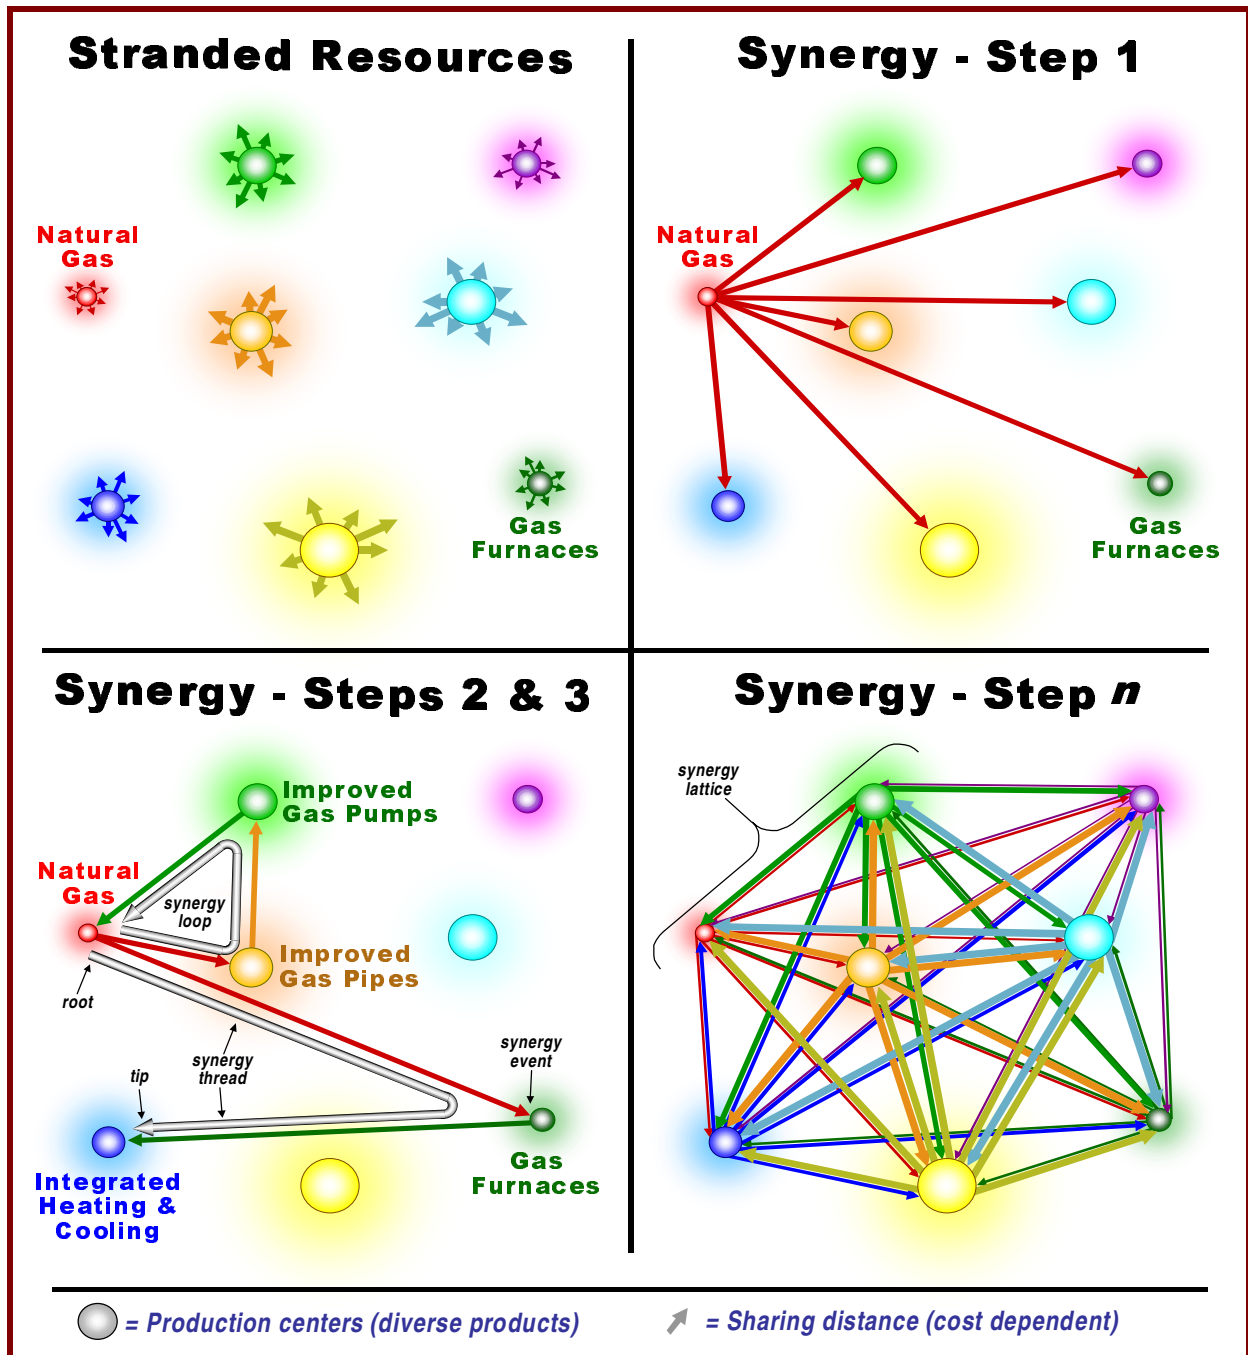 Stranded Resources
Natural
Gas
Gas
Furnaces
Synergy - Step 1
Natural
Gas
Gas
Furnaces
Synergy - Steps 2 & 3
Improved
Gas Pumps
Natural
Gas
synergy
loop
Improved
Gas Pipes
root
synergy
thread
tip
synergy
event
Integrated
Heating &
Cooling
Gas
Furnaces
Synergy - Step n
synergy
lattice
= Production centers (diverse products)
= Sharing distance (cost dependent)